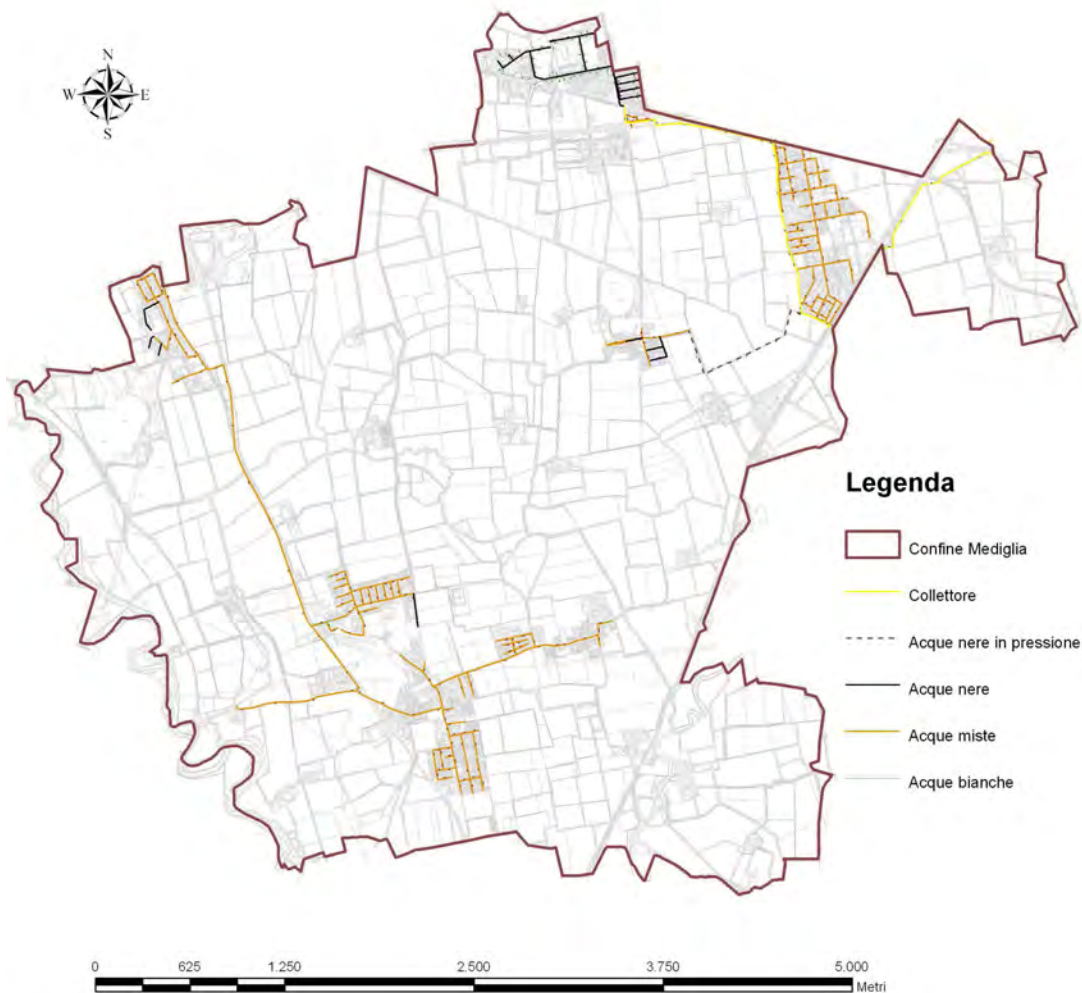 N
W E
S
Legenda
Confine Mediglia
Collettore
Acque nere in pressione
Acque nere
Acque miste
Acque bianche
0 625 1.250 2.500 3.750 5.000
Metri